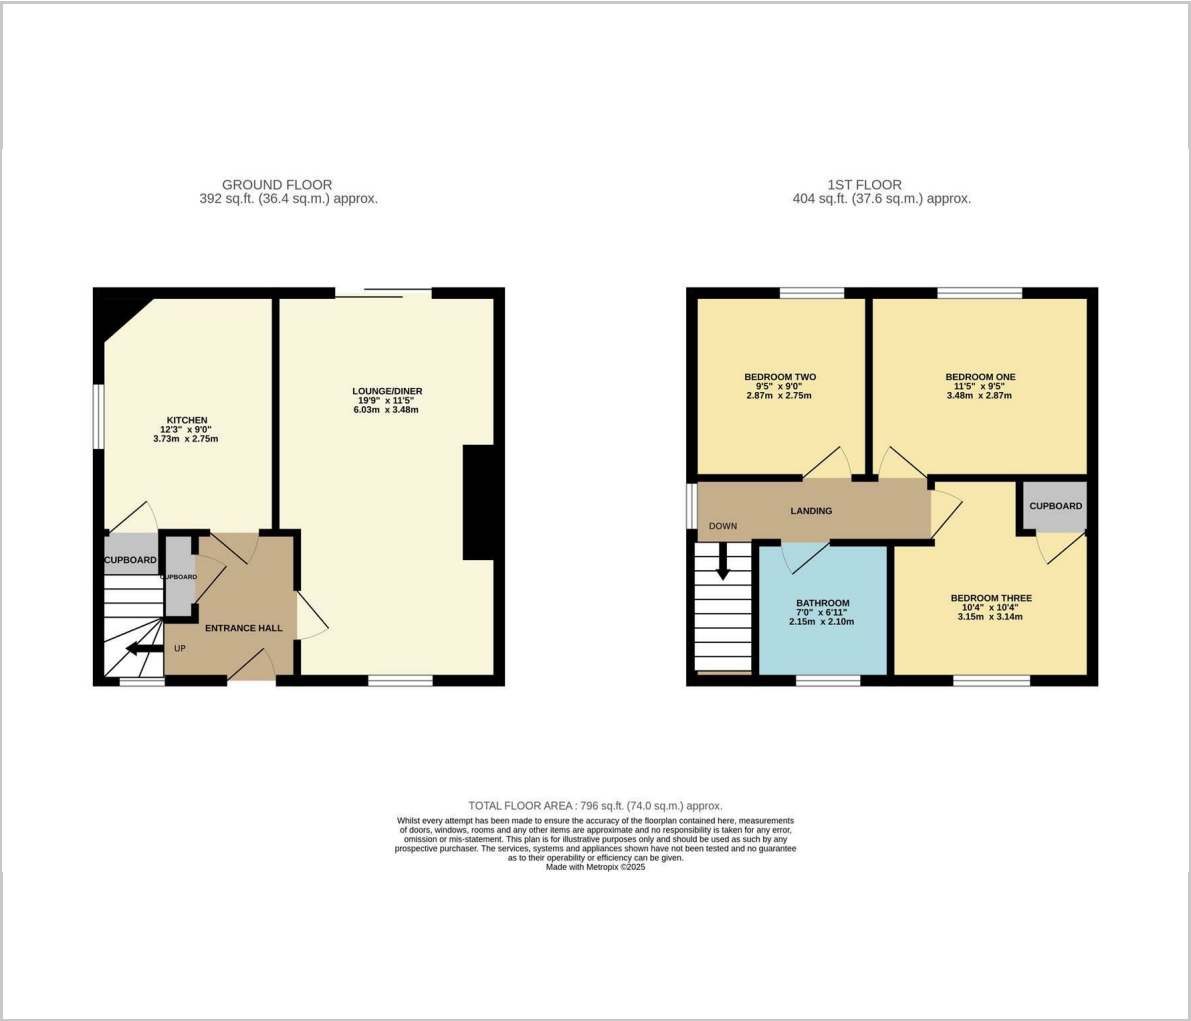 GROUND FLOOR
392 sq.ft. (36.4 sq.m.) approx.
1ST FLOOR
404 sq.ft. (37.6 sq.m.) approx.
KITCHEN
12'3" x 9'0"
3.73m x 2.75m
LOUNGE/DINER
19'9" x 11'5"
6.03m x 3.48m
CUPBOARD
CUPBOARD
ENTRANCE HALL
UP
BEDROOM TWO
9'5" x 9'0"
2.87m x 2.75m
BEDROOM ONE
11'5" x 9'5"
3.48m x 2.87m
CUPBOARD
LANDING
DOWN
BATHROOM
7'0" x 6'11"
2.15m x 2.10m
BEDROOM THREE
10'4" x 10'4"
3.15m x 3.14m
TOTAL FLOOR AREA : 796 sq.ft. (74.0 sq.m.) approx.
Whilst every attempt has been made to ensure the accuracy of the floorplan contained here, measurements
of doors, windows, rooms and any other items are approximate and no responsibility is taken for any error,
omission or mis-statement. This plan is for illustrative purposes only and should be used as such by any
prospective purchaser. The services, systems and appliances shown have not been tested and no guarantee
as to their operability or efficiency can be given.
Made with Metropix ©2025